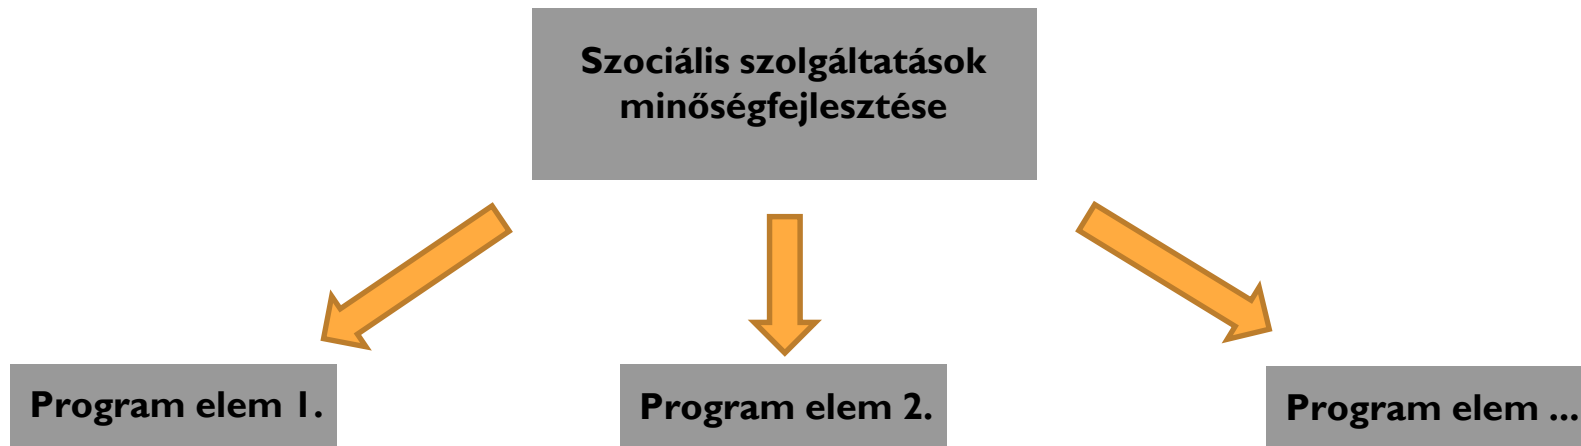 Szociális szolgáltatások
minőségfejlesztése
Program elem 1.
Program elem 2.
Program elem ...